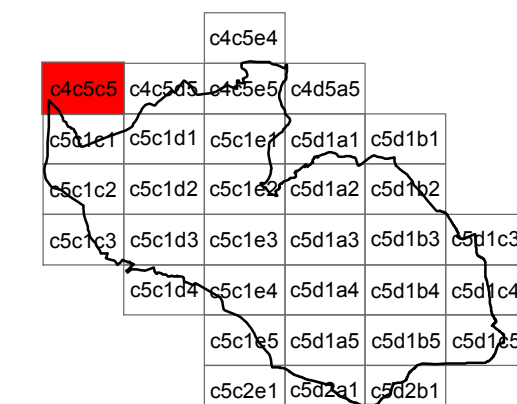 c4c5e4
c4c5c5 c4c5d5 c4c5e5 c4d5a5
c5c1c1 c5c1d1 c5c1e1 c5d1a1 c5d1b1
c5c1c2 c5c1d2 c5c1e2 c5d1a2 c5d1b2
c5c1c3 c5c1d3 c5c1e3 c5d1a3 c5d1b3 c5d1c3
c5c1d4 c5c1e4 c5d1a4 c5d1b4 c5d1c4
c5c1e5 c5d1a5 c5d1b5 c5d1c5
c5c2e1 c5d2a1 c5d2b1